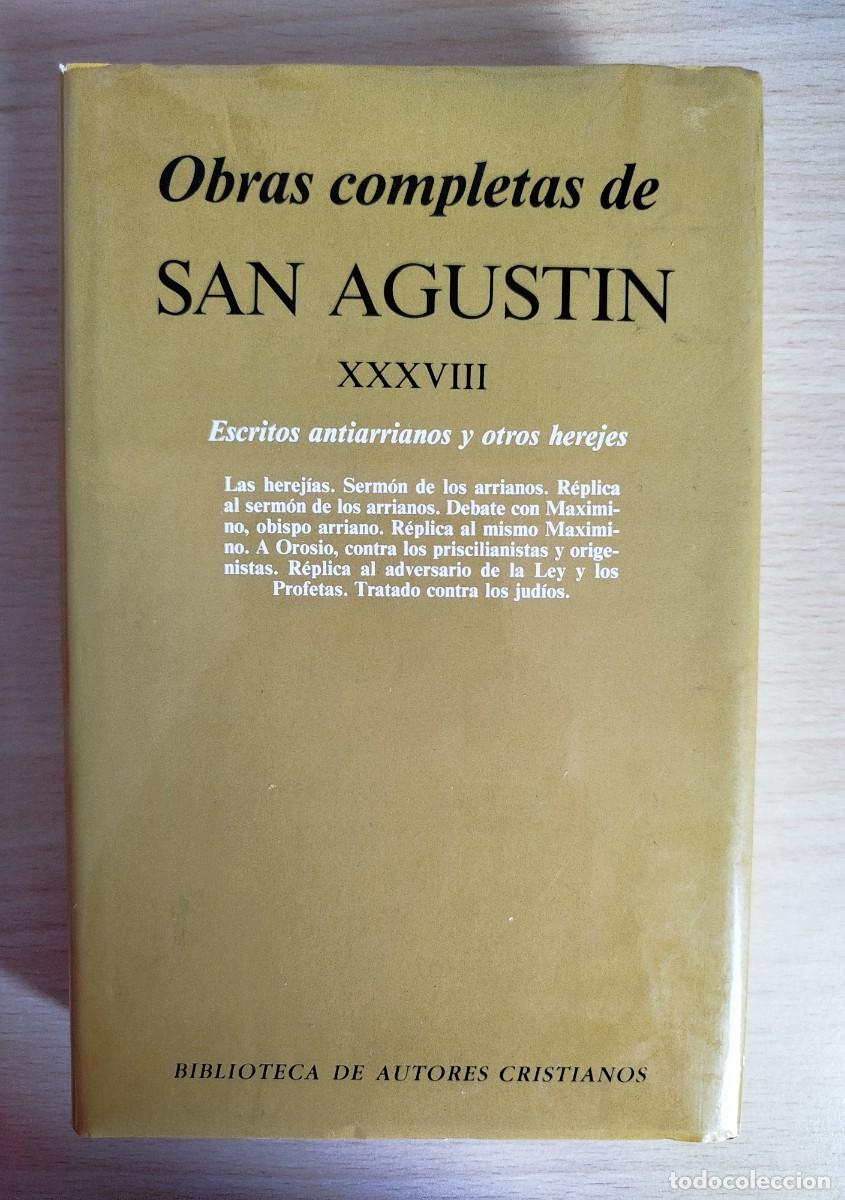 Obras completas de
SAN AGUSTIN
XXXVIII
Escritos antiarrianos y otros herejes
Las herejías. Sermón de los arrianos. Réplica
al sermón de los arrianos. Debate con Maximi-
no, obispo arriano. Réplica al mismo Maximi-
no. A Orosio, contra los priscilianistas y orige-
nistas. Réplica al adversario de la Ley y los
Profetas. Tratado contra los judíos.
BIBLIOTECA DE AUTORES CRISTIANOS
todocoleccion